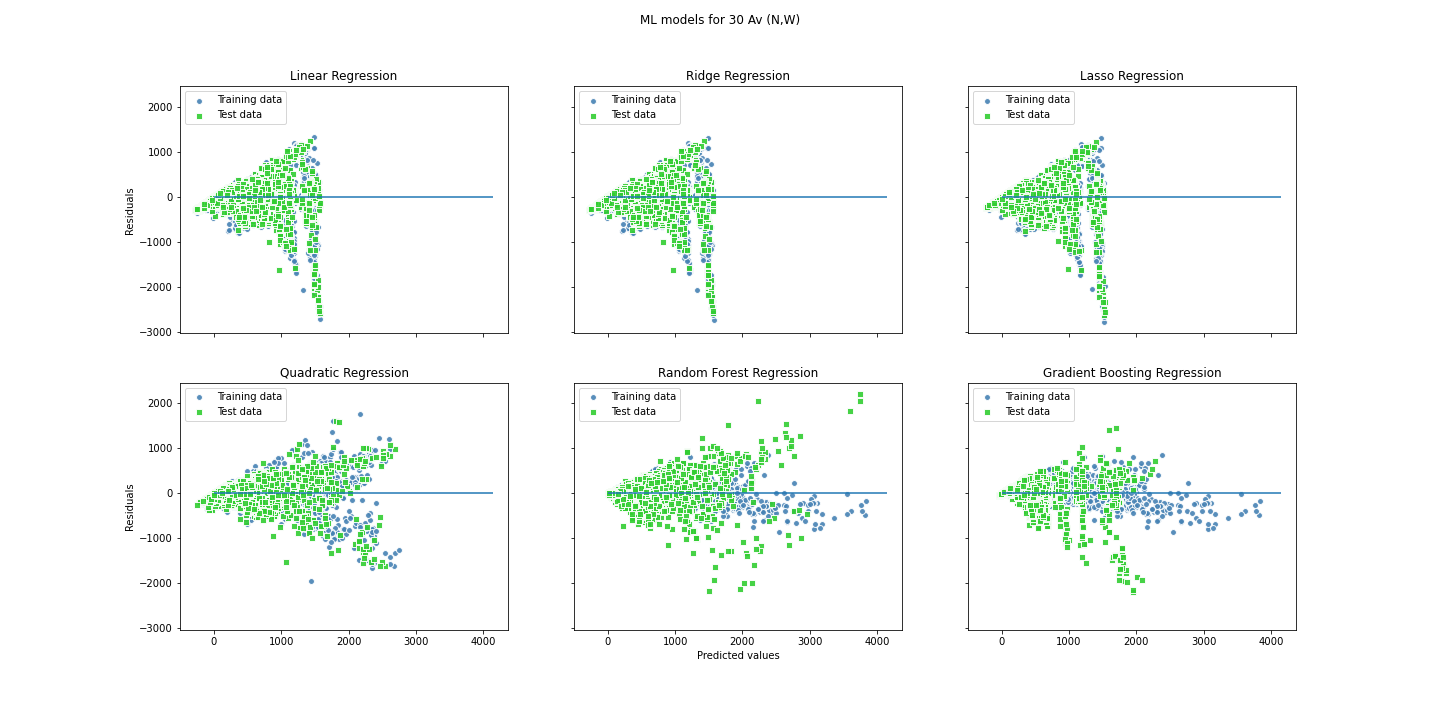 ML models for 30 Av (N,W)
Linear Regression
Training data
Test data
2000
1000
0
−1000
−2000
−3000
Residuals
Ridge Regression
Training data
Test data
Lasso Regression
Training data
Test data
Quadratic Regression
Training data
Test data
2000
1000
0
−1000
−2000
−3000
Residuals
0 1000 2000 3000 4000
Random Forest Regression
Training data
Test data
0 1000 2000 3000 4000
Predicted values
Gradient Boosting Regression
Training data
Test data
0 1000 2000 3000 4000